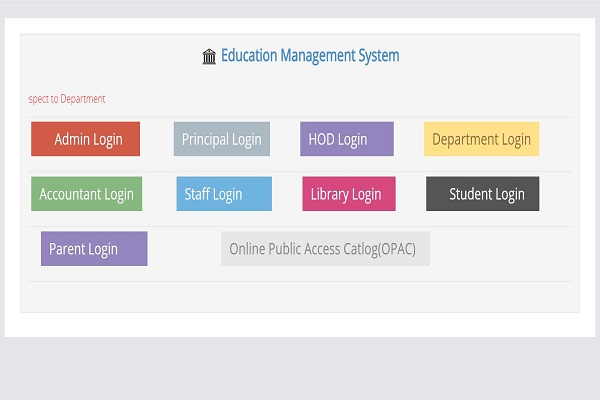 Education Management System
spect to Department
Admin Login Principal Login HOD Login Department Login
Accountant Login Staff Login Library Login Student Login
Parent Login Online Public Access Catlog(OPAC)